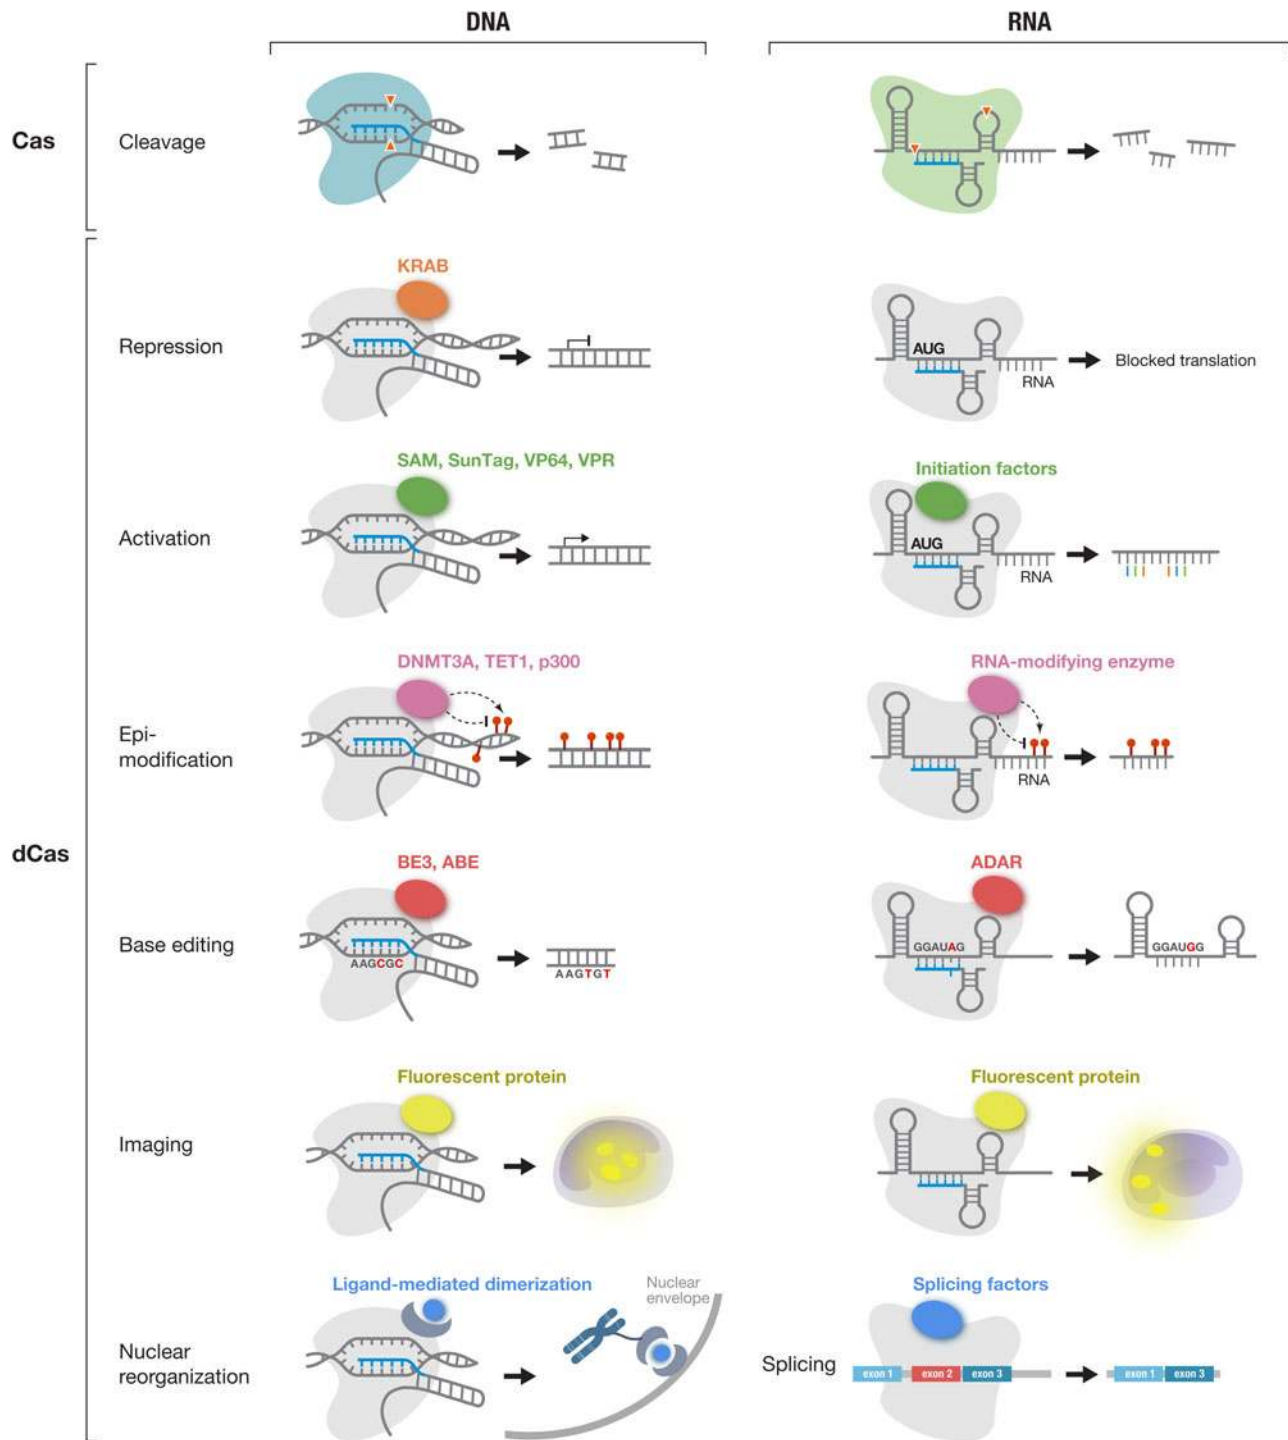 DNA
RNA
Cas
Cleavage
KRAB
Repression
AUG
RNA
Blocked translation
SAM, SunTag, VP64, VPR
Initiation factors
Activation
AUG
RNA
DNMT3A, TET1, p300
RNA-modifying enzyme
Epi-
modification
RNA
dCas
BE3, ABE
ADAR
Base editing
AAGCGC
AAGTGT
GGAUAG
GGAUGG
Fluorescent protein
Fluorescent protein
Imaging
Ligand-mediated dimerization
Nuclear
envelope
Splicing factors
Nuclear
reorganization
Splicing
exon 1
exon 2
exon 3
exon 1
exon 3